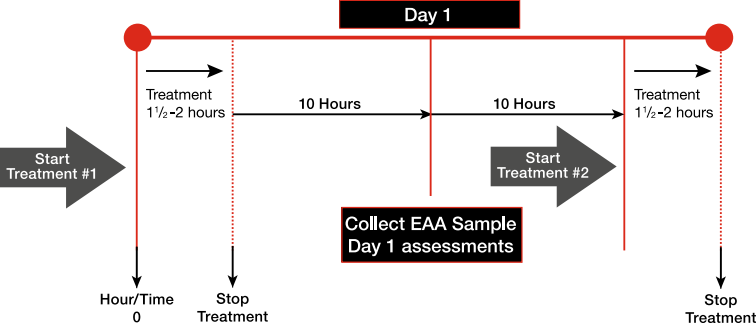 Day 1
Treatment
1½-2 hours
10 Hours
10 Hours
Treatment
1½-2 hours
Start
Treatment #1
Start
Treatment #2
Collect EAA Sample
Day 1 assessments
Hour/Time
0
Stop
Treatment
Stop
Treatment